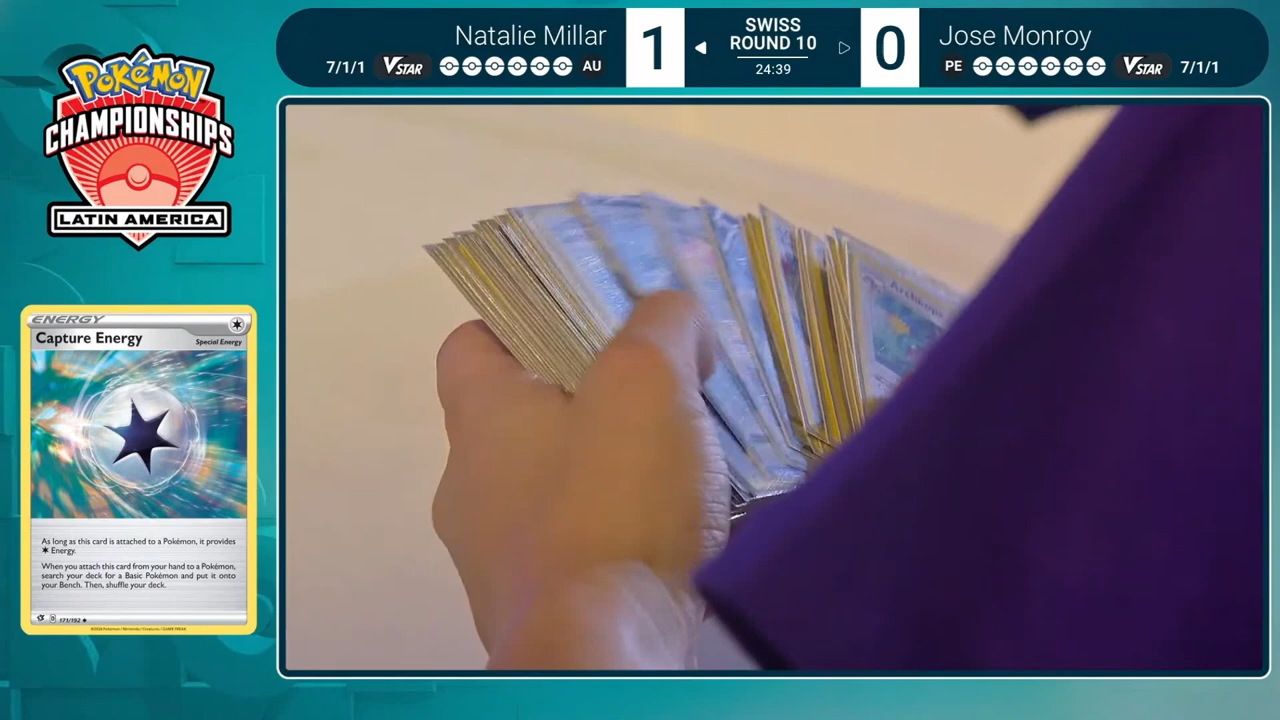 Natalie Millar
7/1/1 VSTAR AU
1
SWISS
ROUND 10
24:39
0
Jose Monroy
PE VSTAR 7/1/1
Pokémon
CHAMPIONSHIPS
LATIN AMERICA
ENERGY
Capture Energy
Special Energy
As long as this card is attached to a Pokémon, it provides
Energy.
When you attach this card from your hand to a Pokémon,
search your deck for a Basic Pokémon and put it onto
your Bench. Then, shuffle your deck.
171/192
Archeops